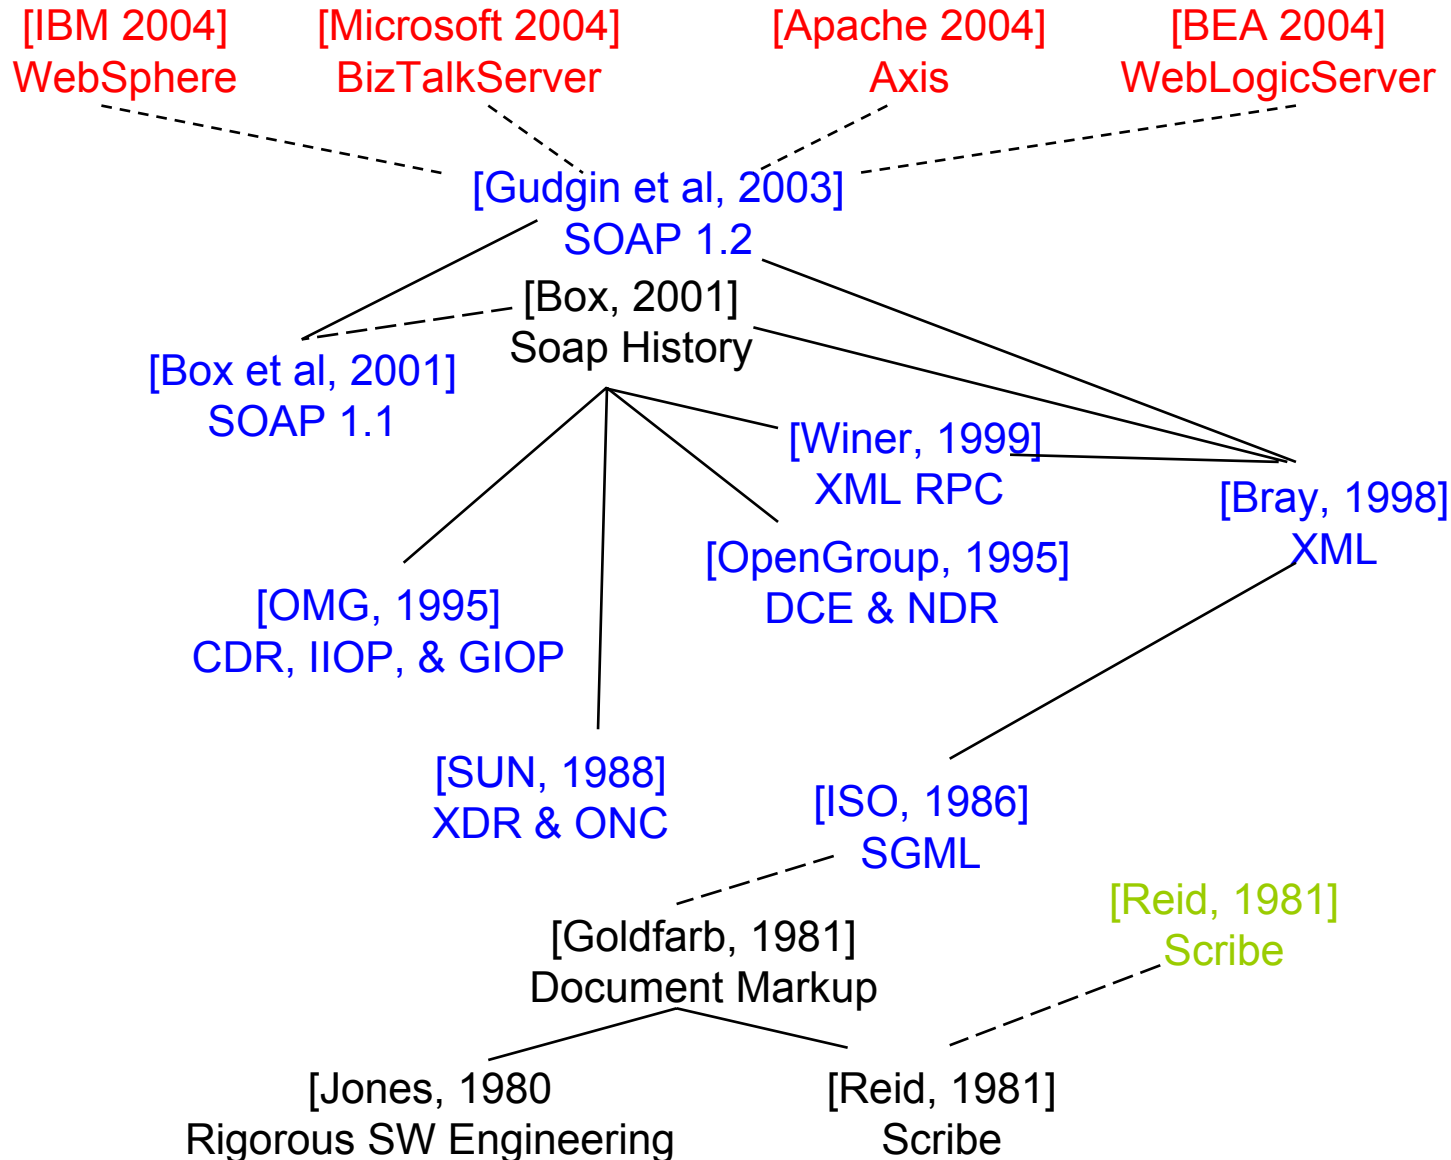 [IBM 2004]
WebSphere
[Microsoft 2004]
BizTalkServer
[Apache 2004]
Axis
[BEA 2004]
WebLogicServer
[Gudgin et al, 2003]
SOAP 1.2
[Box, 2001]
Soap History
[Box et al, 2001]
SOAP 1.1
[Winer, 1999]
XML RPC
[Bray, 1998]
XML
[OpenGroup, 1995]
DCE & NDR
[OMG, 1995]
CDR, IIOP, & GIOP
[SUN, 1988]
XDR & ONC
[ISO, 1986]
SGML
[Reid, 1981]
Scribe
[Goldfarb, 1981]
Document Markup
[Jones, 1980
Rigorous SW Engineering
[Reid, 1981]
Scribe